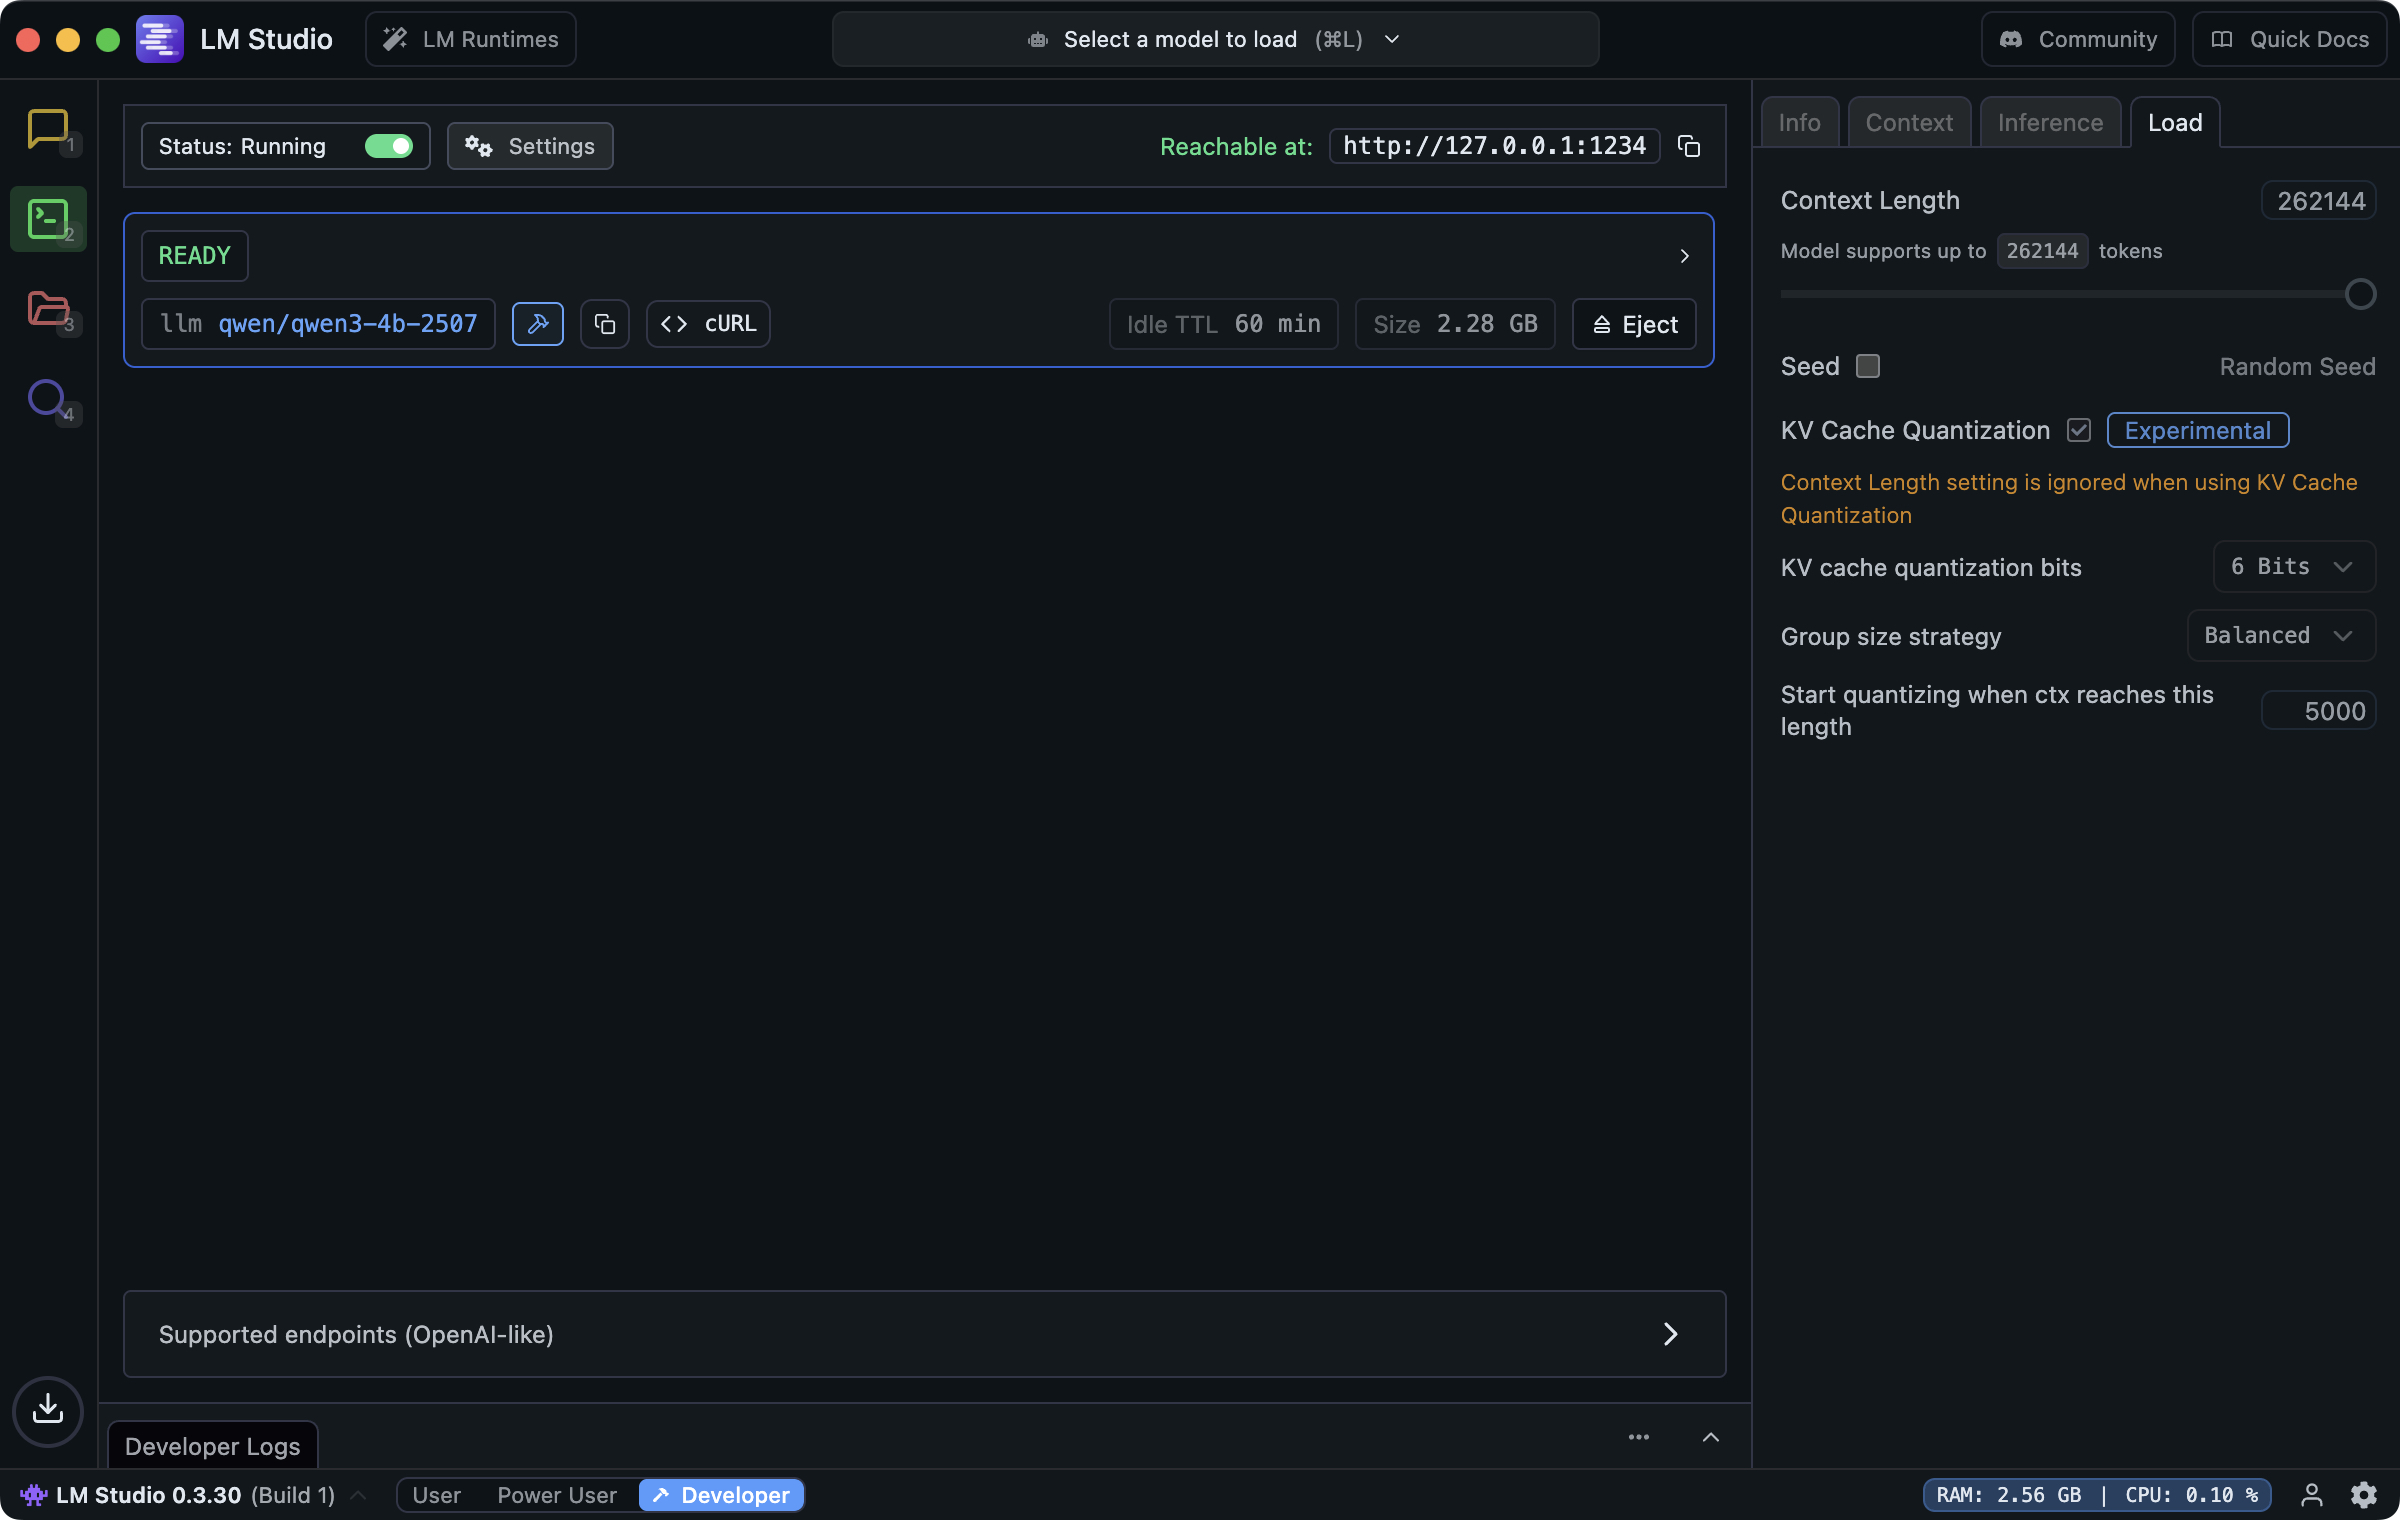 LM Studio
LM Runtimes
Select a model to load (⌘L)
Community
Quick Docs
1
2
3
4
Status: Running
Settings
Reachable at: http://127.0.0.1:1234
READY
llm qwen/qwen3-4b-2507
cURL
Idle TTL 60 min
Size 2.28 GB
Eject
Supported endpoints (OpenAI-like)
Developer Logs
Info
Context
Inference
Load
Context Length 262144
Model supports up to 262144 tokens
Seed Random Seed
KV Cache Quantization Experimental
Context Length setting is ignored when using KV Cache
Quantization
KV cache quantization bits 6 Bits
Group size strategy Balanced
Start quantizing when ctx reaches this
length
5000
LM Studio 0.3.30 (Build 1)
User
Power User
Developer
RAM: 2.56 GB | CPU: 0.10 %